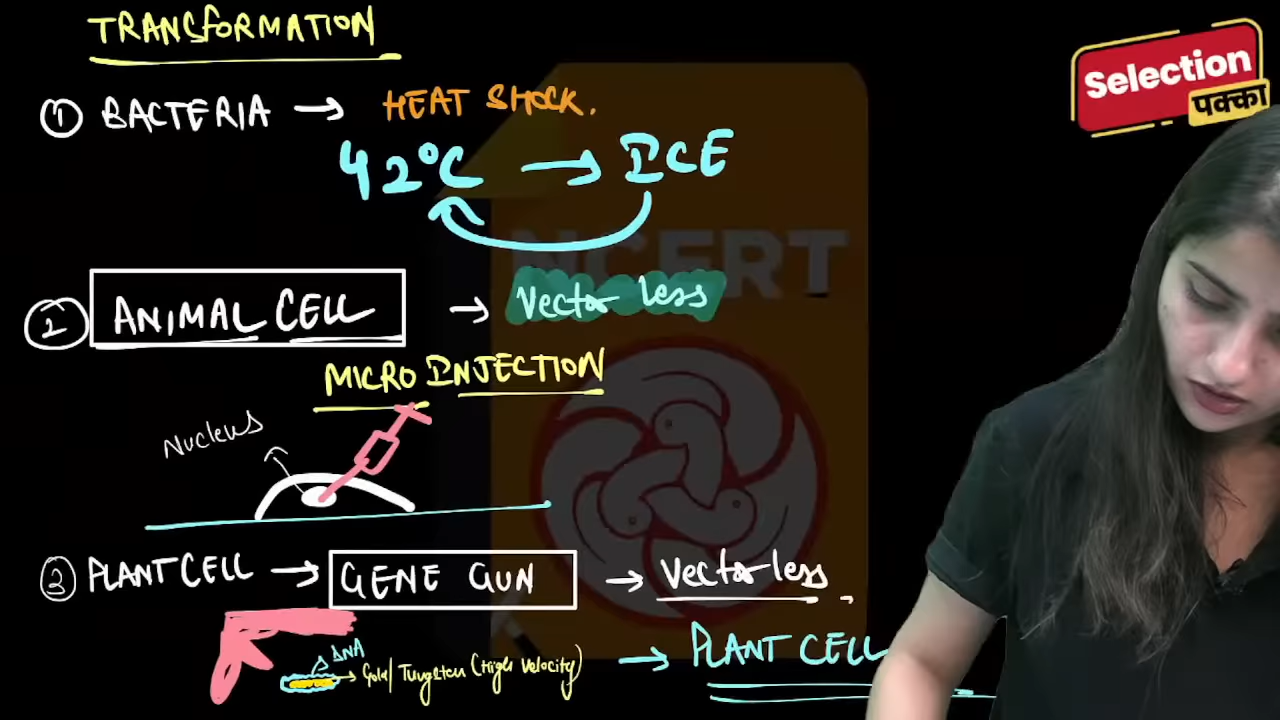 TRANSFORMATION
Selection
पक्का
① BACTERIA → HEAT SHOCK.
42°C → ICE
NCERT
② ANIMAL CELL → Vector less
MICRO INJECTION
Nucleus
③ PLANT CELL → GENE GUN → Vector less
DNA
→ Gold/ Tungsten (High Velocity) → PLANT CELL